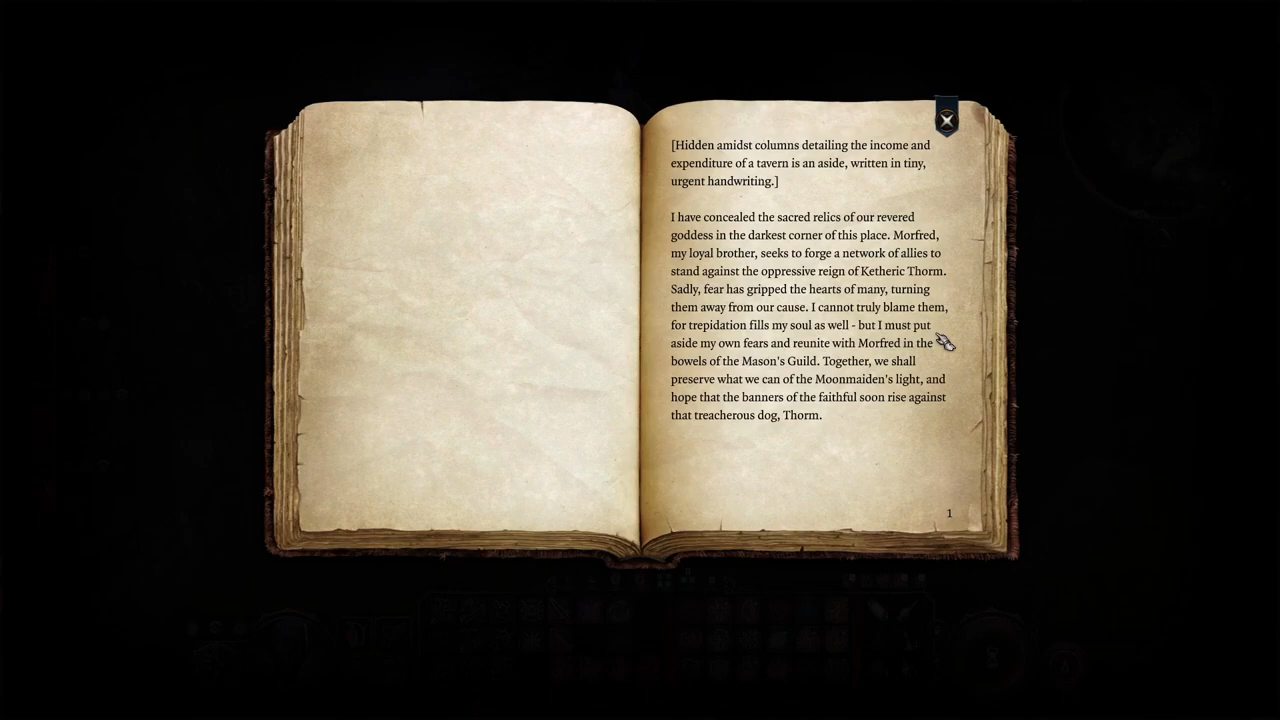 [Hidden amidst columns detailing the income and
expenditure of a tavern is an aside, written in tiny,
urgent handwriting.]
I have concealed the sacred relics of our revered
goddess in the darkest corner of this place. Morfred,
my loyal brother, seeks to forge a network of allies to
stand against the oppressive reign of Ketheric Thorm.
Sadly, fear has gripped the hearts of many, turning
them away from our cause. I cannot truly blame them,
for trepidation fills my soul as well - but I must put
aside my own fears and reunite with Morfred in the
bowels of the Mason's Guild. Together, we shall
preserve what we can of the Moonmaiden's light, and
hope that the banners of the faithful soon rise against
that treacherous dog, Thorm.
1